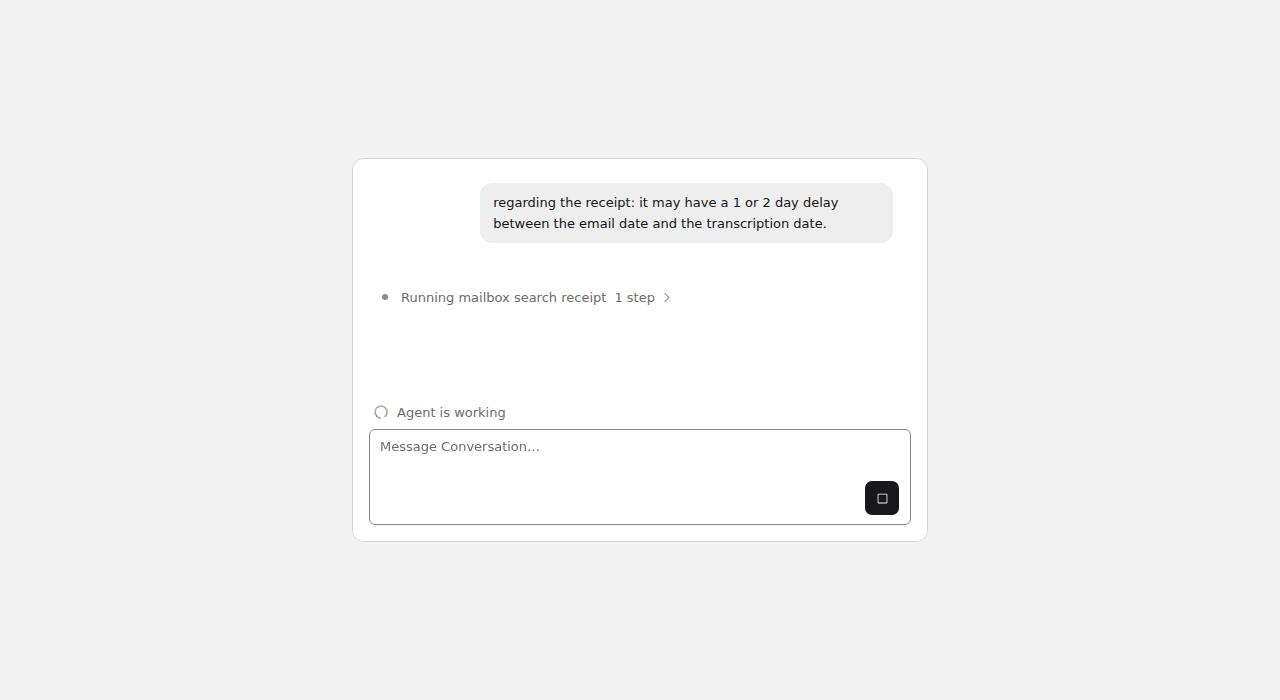 regarding the receipt: it may have a 1 or 2 day delay
between the email date and the transcription date.
Running mailbox search receipt 1 step
Agent is working
Message Conversation…